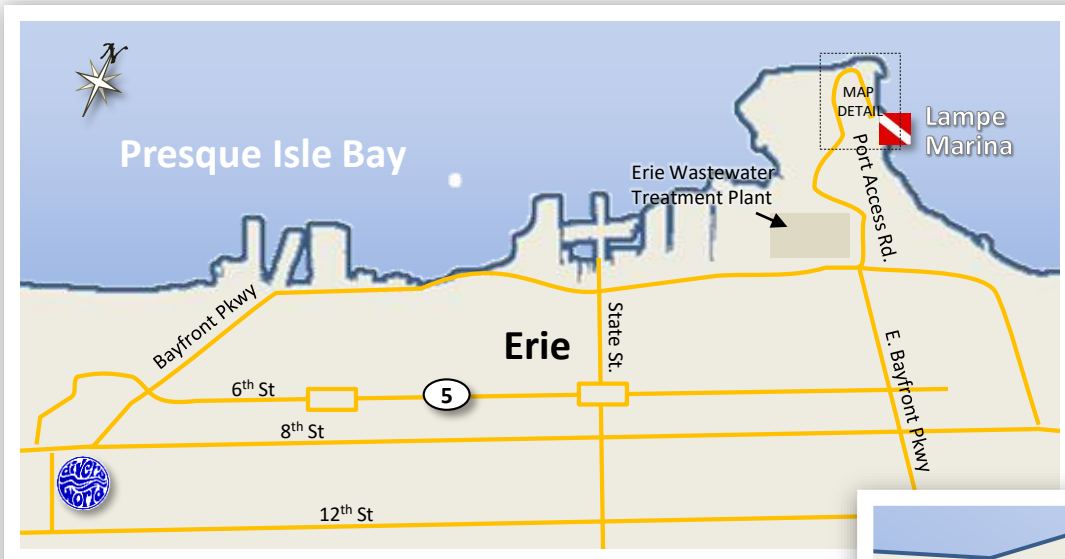 N
MAP
DETAIL
Lampe
Marina
Presque Isle Bay
Erie Wastewater
Treatment Plant
Port Access Rd.
Bayfront Pkwy
State St.
Erie
E. Bayfront Pkwy
6th St
5
8th St
divers
world
12th St